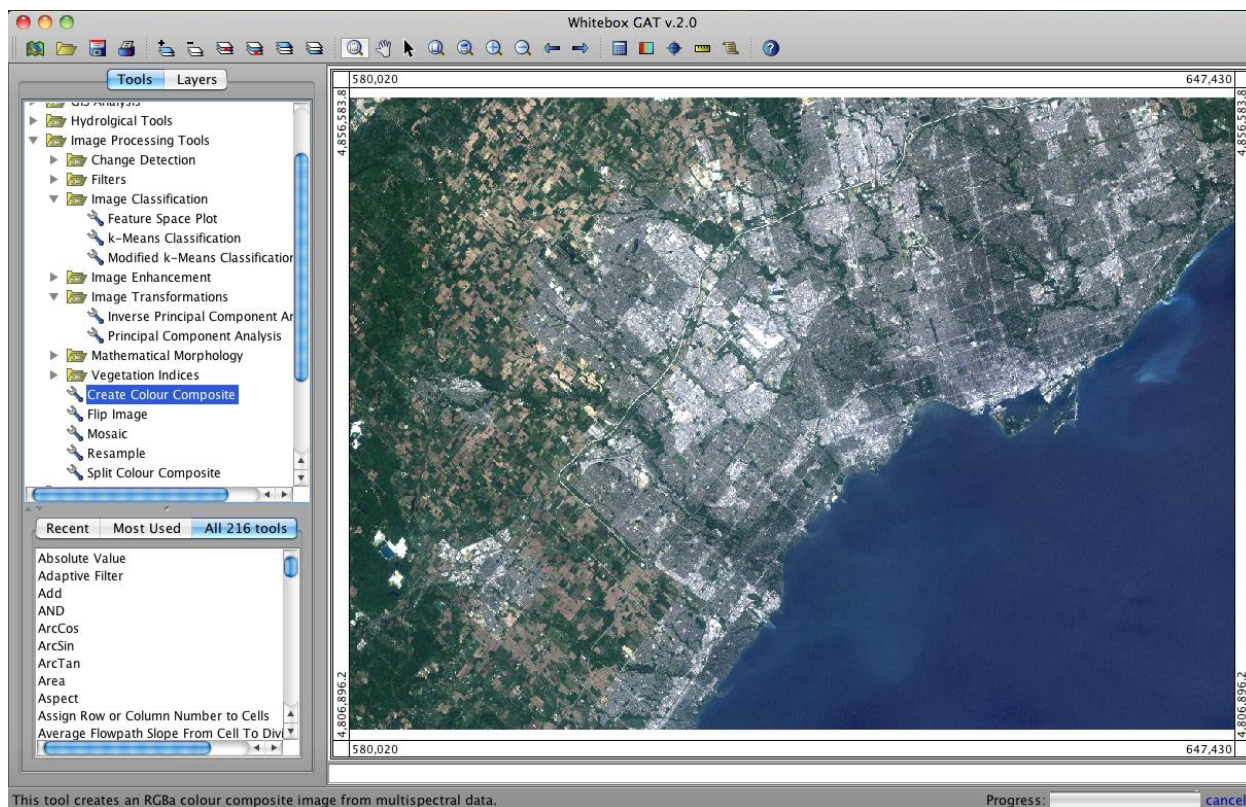 Whitebox GAT v.2.0
Tools Layers
GIS Analysis
Hydrolgical Tools
Image Processing Tools
Change Detection
Filters
Image Classification
Feature Space Plot
k-Means Classification
Modified k-Means Classification
Image Enhancement
Image Transformations
Inverse Principal Component Ar
Principal Component Analysis
Mathematical Morphology
Vegetation Indices
Create Colour Composite
Flip Image
Mosaic
Resample
Split Colour Composite
Recent Most Used All 216 tools
Absolute Value
Adaptive Filter
Add
AND
ArcCos
ArcSin
ArcTan
Area
Aspect
Assign Row or Column Number to Cells
Average Flowpath Slope From Cell To Divi
580,020 647,430
4,856,583.8 4,856,583.8
4,806,896.2 4,806,896.2
580,020 647,430
This tool creates an RGBa colour composite image from multispectral data.
Progress: cancel